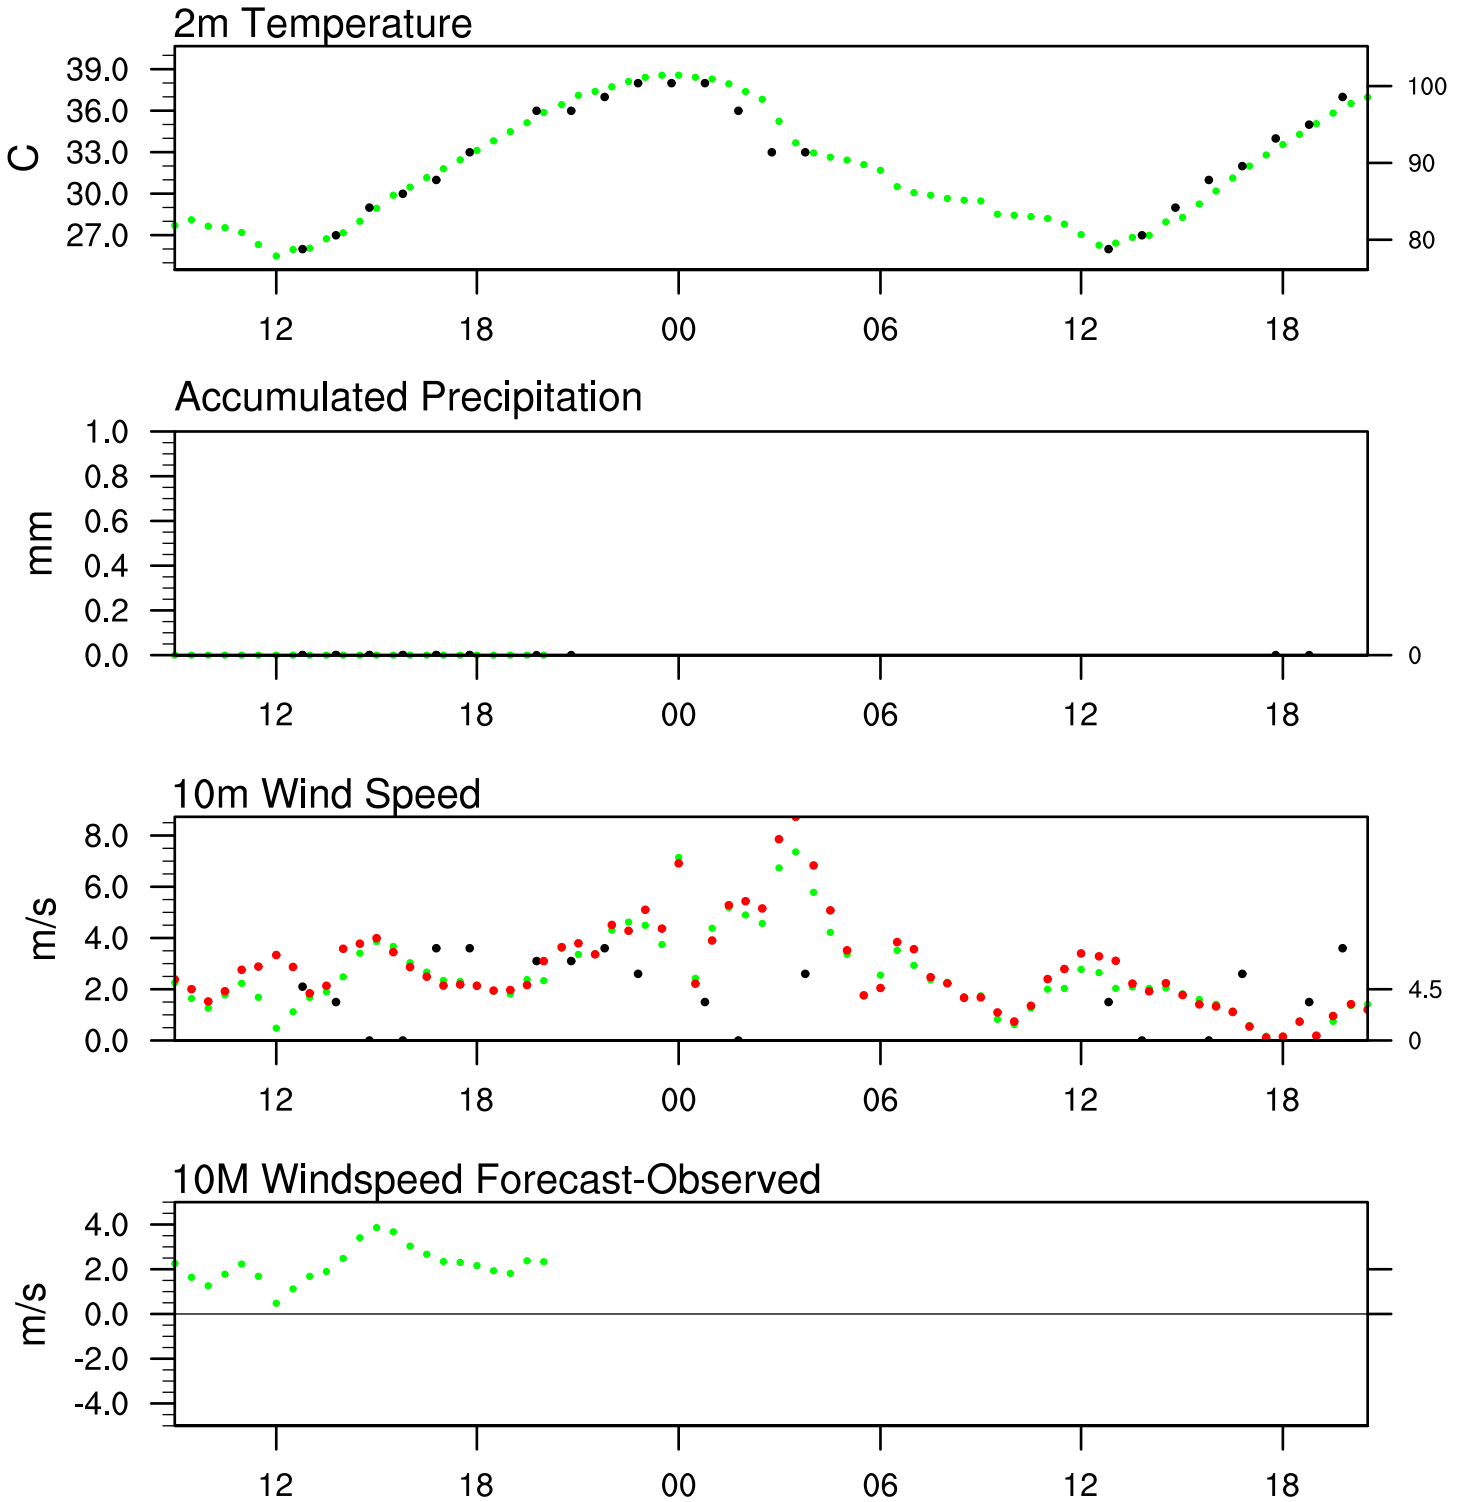 2m Temperature
39.0
36.0
33.0
30.0
27.0
C
100
90
80
12 18 00 06 12 18
Accumulated Precipitation
1.0
0.8
0.6
0.4
0.2
0.0
mm
0
12 18 00 06 12 18
10m Wind Speed
8.0
6.0
4.0
2.0
0.0
m/s
4.5
0
12 18 00 06 12 18
10M Windspeed Forecast-Observed
4.0
2.0
0.0
-2.0
-4.0
m/s
12 18 00 06 12 18